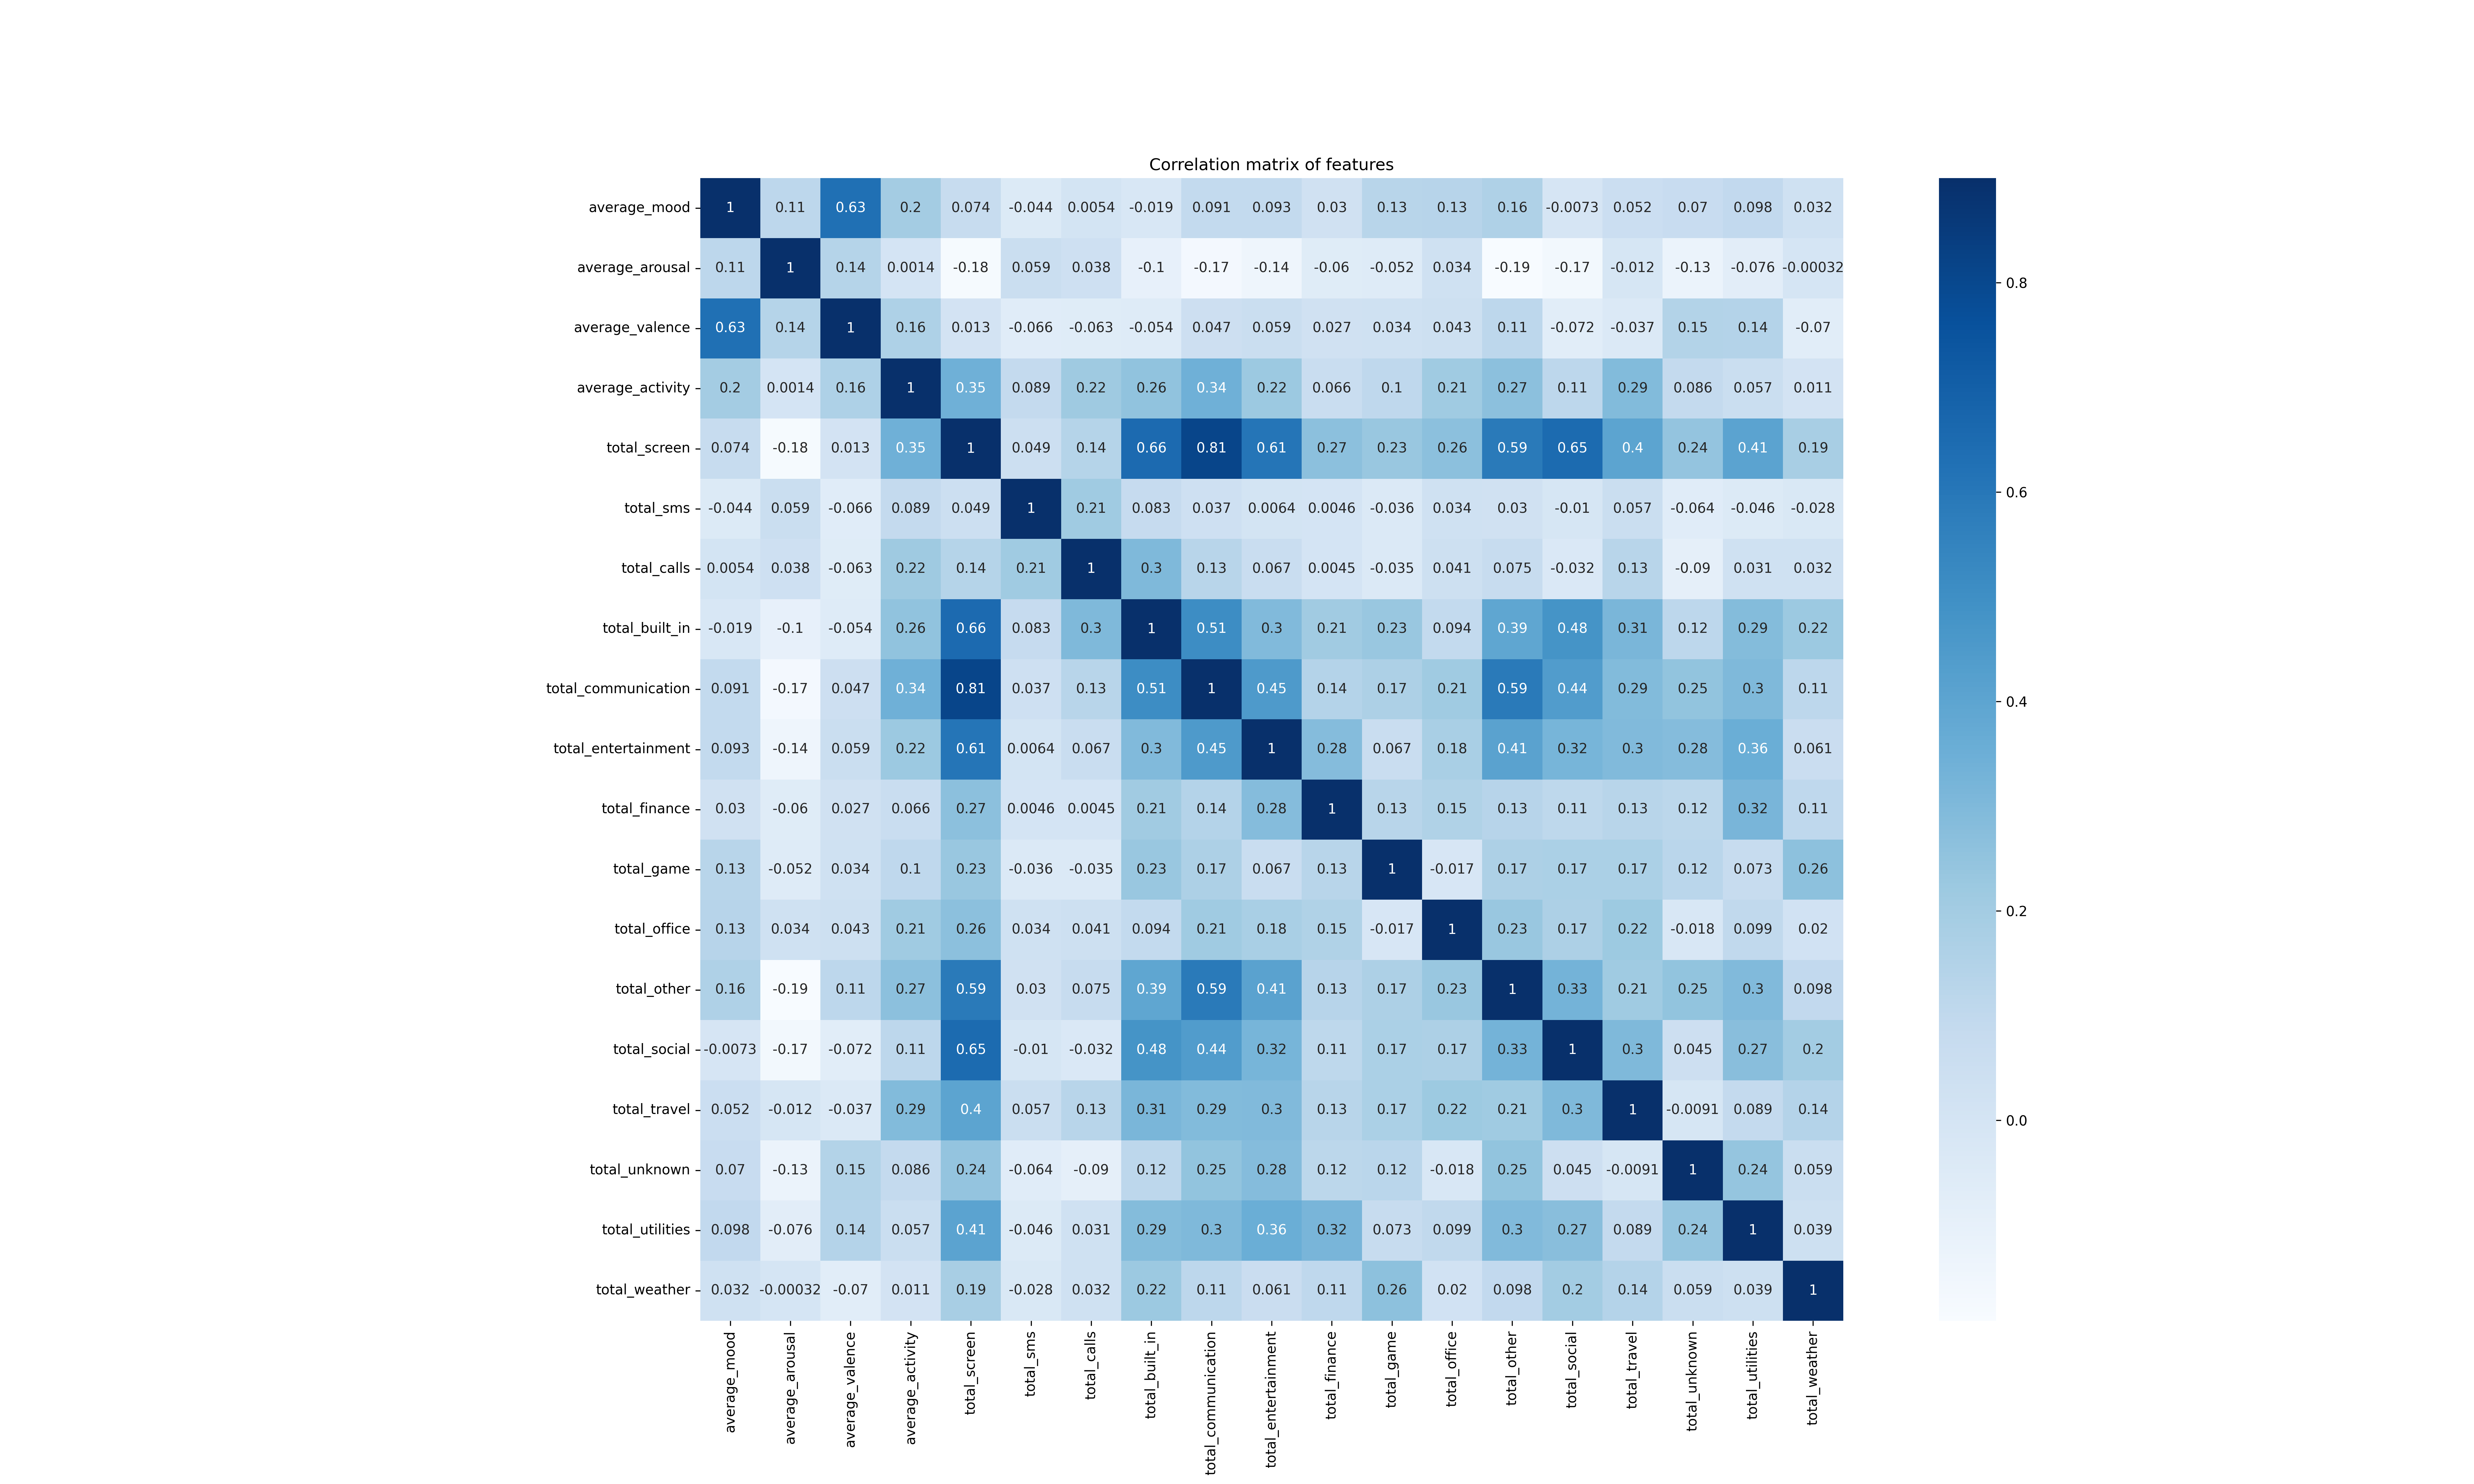 Correlation matrix of features
average_mood 1 0.11 0.63 0.2 0.074 -0.044 0.0054 -0.019 0.091 0.093 0.03 0.13 0.13 0.16 -0.0073 0.052 0.07 0.098 0.032
average_arousal 0.11 1 0.14 0.0014 -0.18 0.059 0.038 -0.1 -0.17 -0.14 -0.06 -0.052 0.034 -0.19 -0.17 -0.012 -0.13 -0.076 -0.00032
average_valence 0.63 0.14 1 0.16 0.013 -0.066 -0.063 -0.054 0.047 0.059 0.027 0.034 0.043 0.11 -0.072 -0.037 0.15 0.14 -0.07
average_activity 0.2 0.0014 0.16 1 0.35 0.089 0.22 0.26 0.34 0.22 0.066 0.1 0.21 0.27 0.11 0.29 0.086 0.057 0.011
total_screen 0.074 -0.18 0.013 0.35 1 0.049 0.14 0.66 0.81 0.61 0.27 0.23 0.26 0.59 0.65 0.4 0.24 0.41 0.19
total_sms -0.044 0.059 -0.066 0.089 0.049 1 0.21 0.083 0.037 0.0064 0.0046 -0.036 0.034 0.03 -0.01 0.057 -0.064 -0.046 -0.028
total_calls 0.0054 0.038 -0.063 0.22 0.14 0.21 1 0.3 0.13 0.067 0.0045 -0.035 0.041 0.075 -0.032 0.13 -0.09 0.031 0.032
total_built_in -0.019 -0.1 -0.054 0.26 0.66 0.083 0.3 1 0.51 0.3 0.21 0.23 0.094 0.39 0.48 0.31 0.12 0.29 0.22
total_communication 0.091 -0.17 0.047 0.34 0.81 0.037 0.13 0.51 1 0.45 0.14 0.17 0.21 0.59 0.44 0.29 0.25 0.3 0.11
total_entertainment 0.093 -0.14 0.059 0.22 0.61 0.0064 0.067 0.3 0.45 1 0.28 0.067 0.18 0.41 0.32 0.3 0.28 0.36 0.061
total_finance 0.03 -0.06 0.027 0.066 0.27 0.0046 0.0045 0.21 0.14 0.28 1 0.13 0.15 0.13 0.11 0.13 0.12 0.32 0.11
total_game 0.13 -0.052 0.034 0.1 0.23 -0.036 -0.035 0.23 0.17 0.067 0.13 1 -0.017 0.17 0.17 0.17 0.12 0.073 0.26
total_office 0.13 0.034 0.043 0.21 0.26 0.034 0.041 0.094 0.21 0.18 0.15 -0.017 1 0.23 0.17 0.22 -0.018 0.099 0.02
total_other 0.16 -0.19 0.11 0.27 0.59 0.03 0.075 0.39 0.59 0.41 0.13 0.17 0.23 1 0.33 0.21 0.25 0.3 0.098
total_social -0.0073 -0.17 -0.072 0.11 0.65 -0.01 -0.032 0.48 0.44 0.32 0.11 0.17 0.17 0.33 1 0.3 0.045 0.27 0.2
total_travel 0.052 -0.012 -0.037 0.29 0.4 0.057 0.13 0.31 0.29 0.3 0.13 0.17 0.22 0.21 0.3 1 -0.0091 0.089 0.14
total_unknown 0.07 -0.13 0.15 0.086 0.24 -0.064 -0.09 0.12 0.25 0.28 0.12 0.12 -0.018 0.25 0.045 -0.0091 1 0.24 0.059
total_utilities 0.098 -0.076 0.14 0.057 0.41 -0.046 0.031 0.29 0.3 0.36 0.32 0.073 0.099 0.3 0.27 0.089 0.24 1 0.039
total_weather 0.032 -0.00032 -0.07 0.011 0.19 -0.028 0.032 0.22 0.11 0.061 0.11 0.26 0.02 0.098 0.2 0.14 0.059 0.039 1
average_mood
average_arousal
average_valence
average_activity
total_screen
total_sms
total_calls
total_built_in
total_communication
total_entertainment
total_finance
total_game
total_office
total_other
total_social
total_travel
total_unknown
total_utilities
total_weather
0.8
0.6
0.4
0.2
0.0